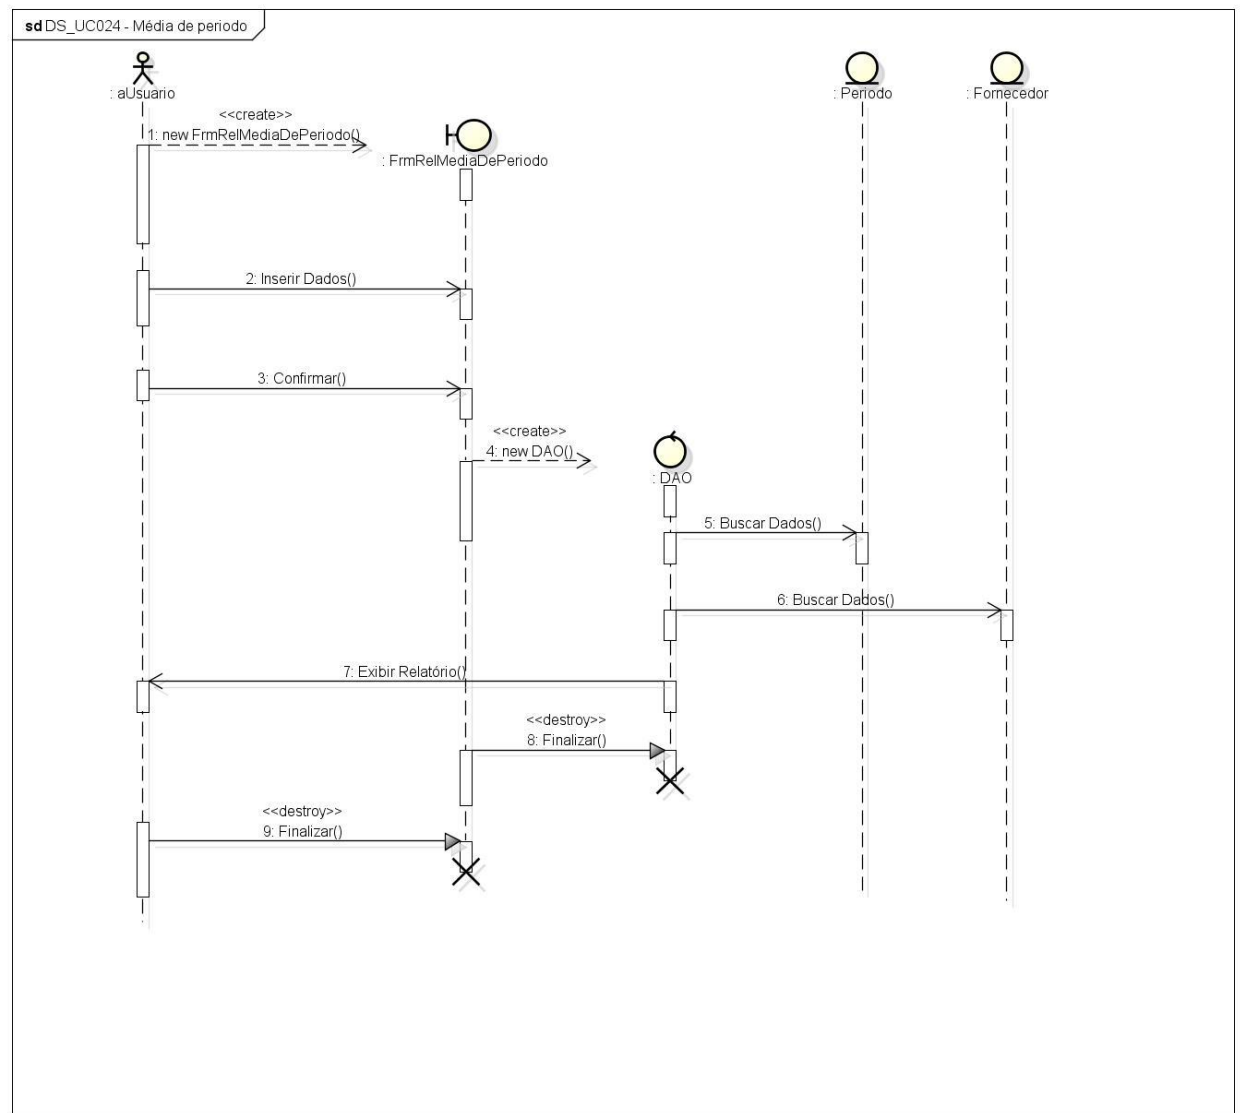 sd DS_UC024 - Média de periodo
: aUsuário
: Periodo
: Fornecedor
<<create>>
1: new FrmRelMediaDePeriodo()
: FrmRelMediaDePeriodo
2: Inserir Dados()
3: Confirmar()
<<create>>
4: new DAO()
: DAO
5: Buscar Dados()
6: Buscar Dados()
7: Exibir Relatório()
<<destroy>>
8: Finalizar()
<<destroy>>
9: Finalizar()